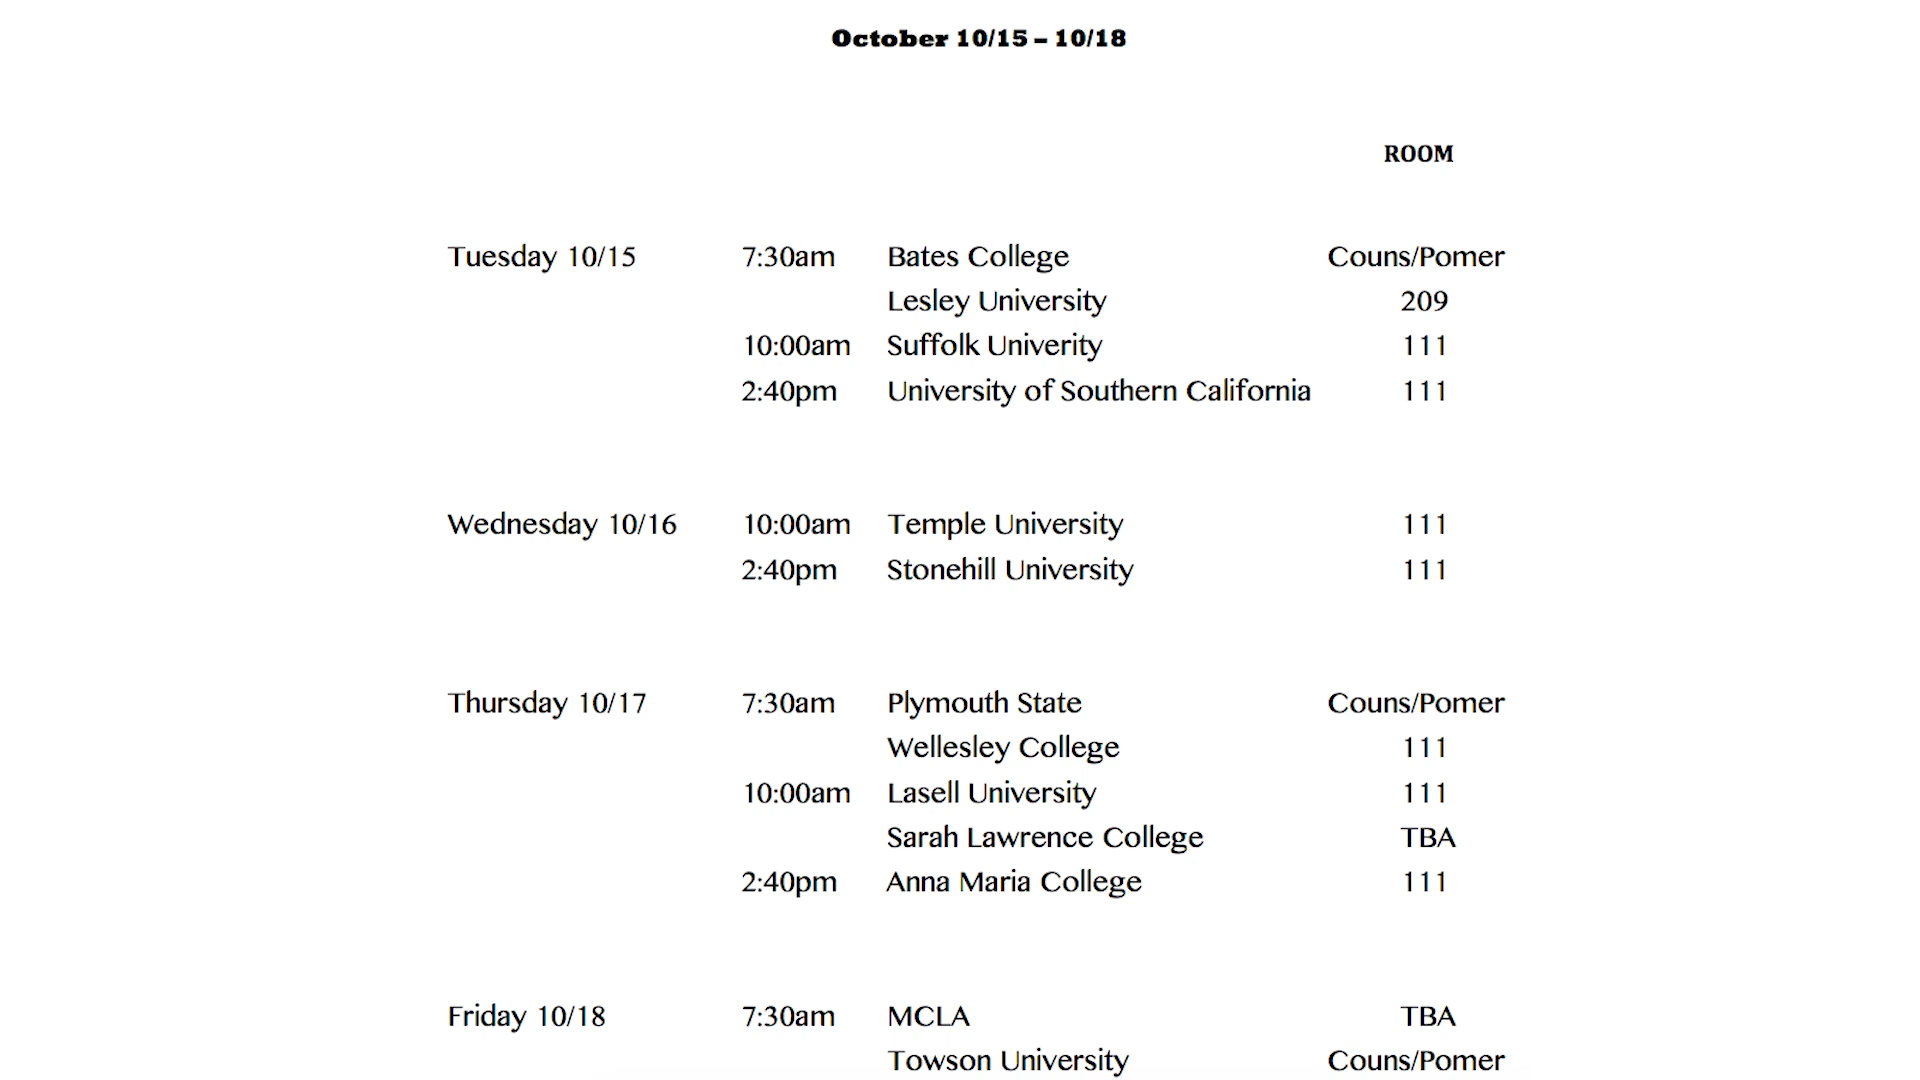 October 10/15 – 10/18
ROOM
Tuesday 10/15 7:30am Bates College Couns/Pomer
Lesley University 209
10:00am Suffolk Univerity 111
2:40pm University of Southern California 111
Wednesday 10/16 10:00am Temple University 111
2:40pm Stonehill University 111
Thursday 10/17 7:30am Plymouth State Couns/Pomer
Wellesley College 111
10:00am Lasell University 111
Sarah Lawrence College TBA
2:40pm Anna Maria College 111
Friday 10/18 7:30am MCLA TBA
Towson University Couns/Pomer